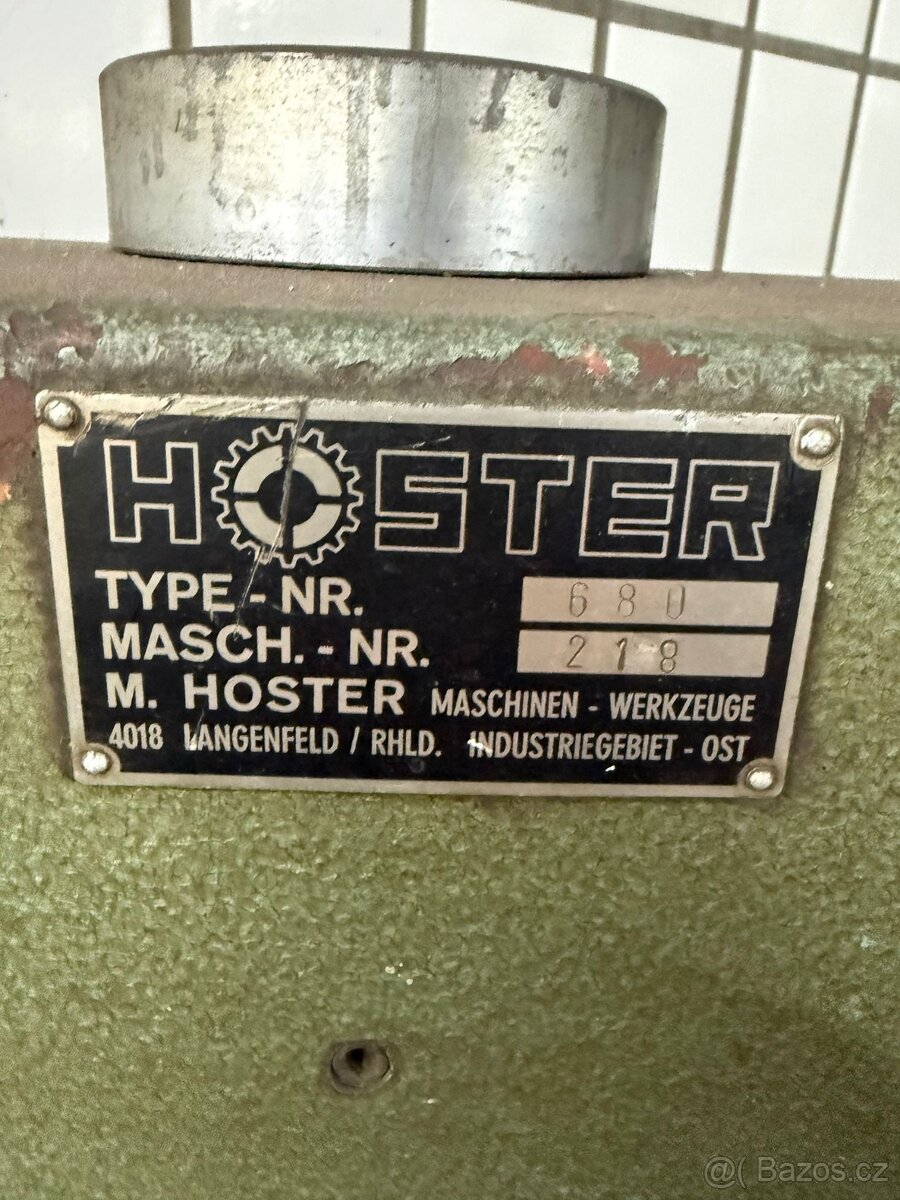 HOSTER
TYPE - NR. 680
MASCH. - NR. 218
M. HOSTER MASCHINEN - WERKZEUGE
4018 LANGENFELD / RHLD. INDUSTRIEGEBIET - OST
@( Bazos.cz